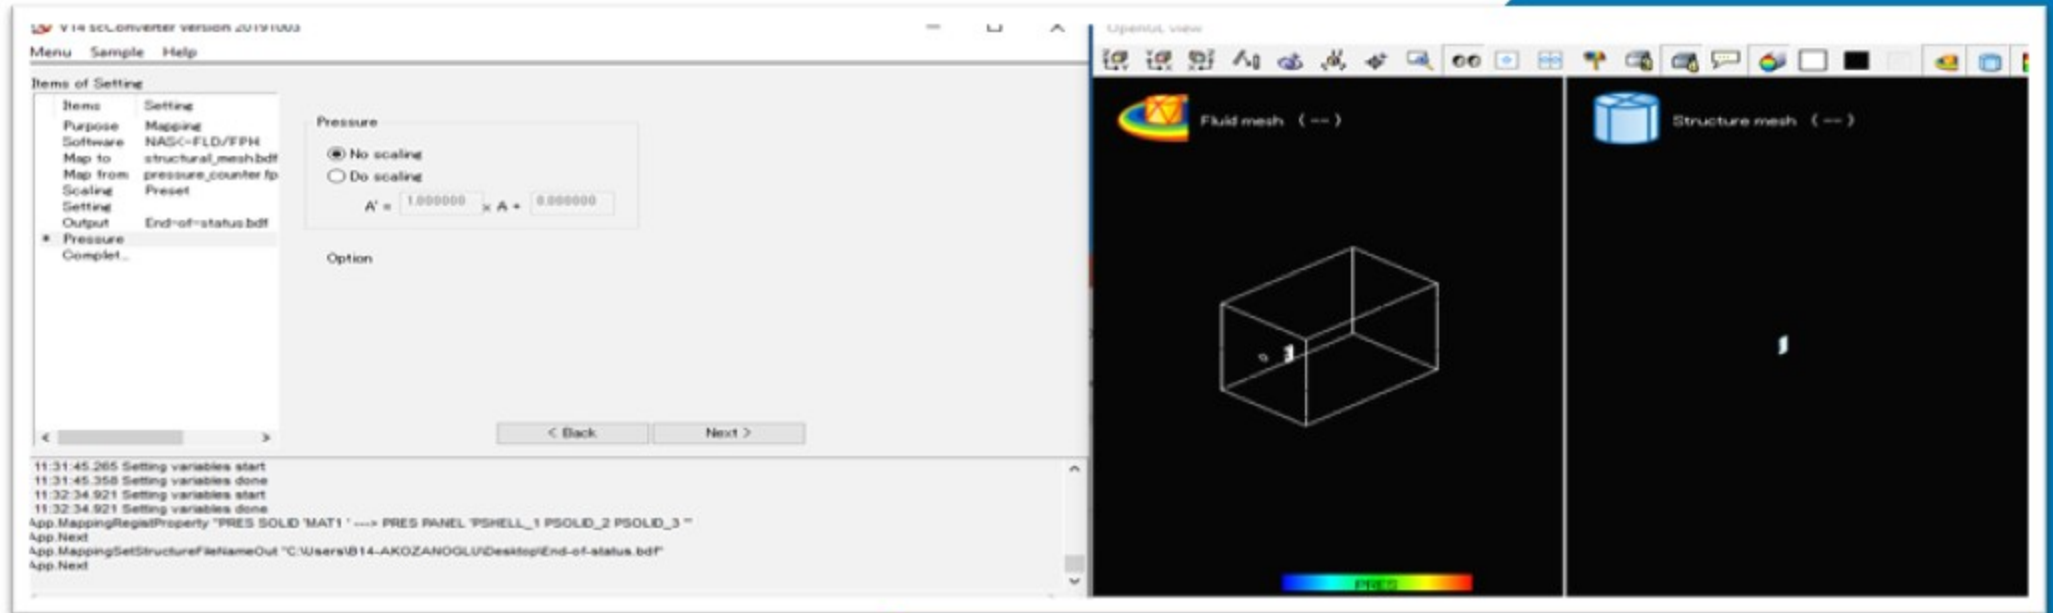 V14 scConverter version 20191003
Menu Sample Help
Items of Setting
Items Setting
Purpose Mapping
Software NAS<-FLD/FPH
Map to structural_mesh.bdf
Map from pressure_counter.fp
Scaling Preset
Setting
Output End-of-status.bdf
* Pressure
Complet...
Pressure
No scaling
Do scaling
A' = 1.000000 x A + 0.000000
Option
< Back Next >
11:31:45.265 Setting variables start
11:31:45.358 Setting variables done
11:32:34.921 Setting variables start
11:32:34.921 Setting variables done
App.MappingRegistProperty "PRES SOLID 'MAT1 ' ---> PRES PANEL 'PSHELL_1 PSOLID_2 PSOLID_3 '"
App.Next
App.MappingSetStructureFileNameOut "C:\Users\B14-AKOZANOGLU\Desktop\End-of-status.bdf"
App.Next
OpenGL view
Fluid mesh (--)
Structure mesh (--)
PRES